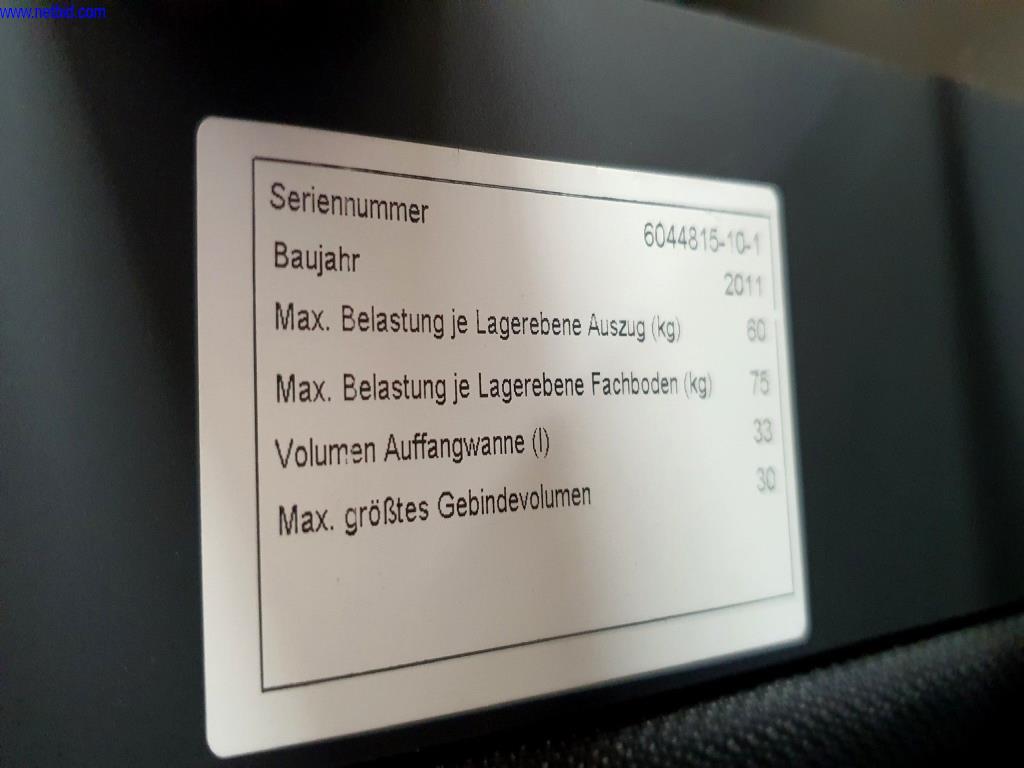 www.netbid.com
Seriennummer 6044815-10-1
Baujahr 2011
Max. Belastung je Lagerebene Auszug (kg) 60
Max. Belastung je Lagerebene Fachboden (kg) 75
Volumen Auffangwanne (l) 33
Max. größtes Gebindevolumen 30